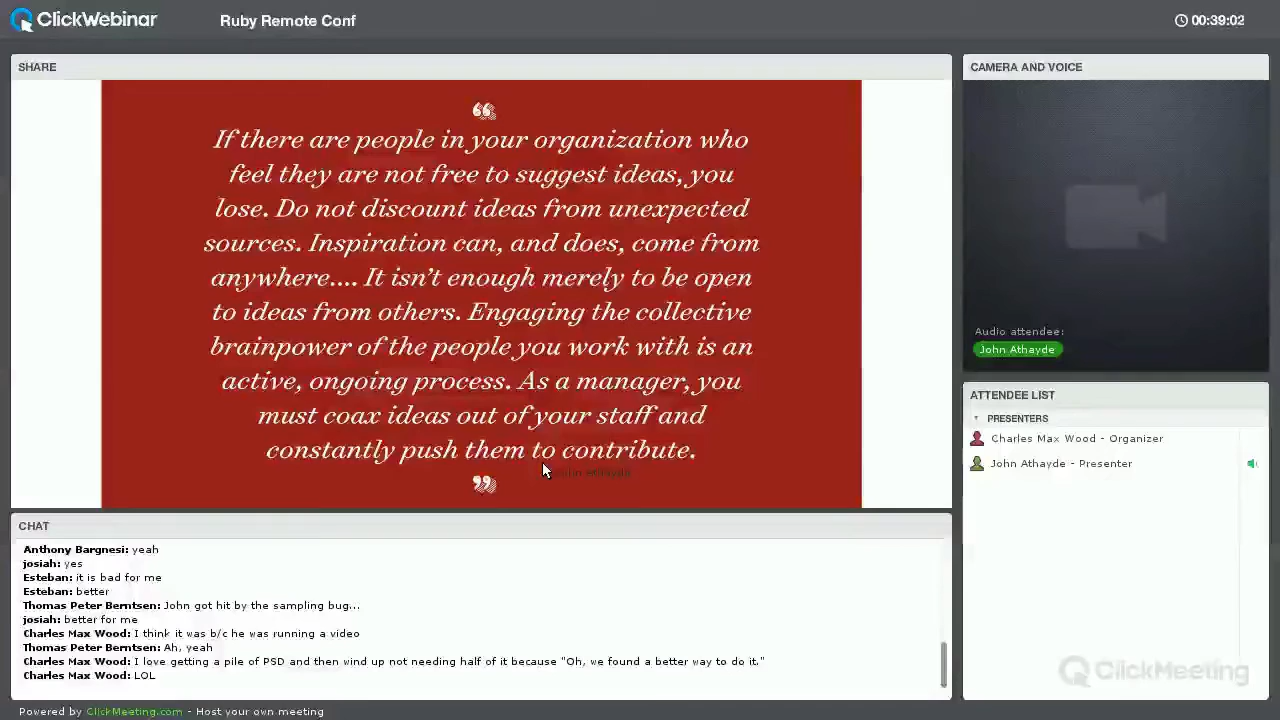 ClickWebinar
Ruby Remote Conf
00:39:02
SHARE
CAMERA AND VOICE
“
If there are people in your organization who
feel they are not free to suggest ideas, you
lose. Do not discount ideas from unexpected
sources. Inspiration can, and does, come from
anywhere.... It isn’t enough merely to be open
to ideas from others. Engaging the collective
brainpower of the people you work with is an
active, ongoing process. As a manager, you
must coax ideas out of your staff and
constantly push them to contribute.
John Athayde
”
Audio attendee:
John Athayde
ATTENDEE LIST
PRESENTERS
Charles Max Wood - Organizer
John Athayde - Presenter
CHAT
Anthony Bargnesi: yeah
josiah: yes
Esteban: it is bad for me
Esteban: better
Thomas Peter Berntsen: John got hit by the sampling bug...
josiah: better for me
Charles Max Wood: I think it was b/c he was running a video
Thomas Peter Berntsen: Ah, yeah
Charles Max Wood: I love getting a pile of PSD and then wind up not needing half of it because "Oh, we found a better way to do it."
Charles Max Wood: LOL
ClickMeeting
Powered by ClickMeeting.com - Host your own meeting